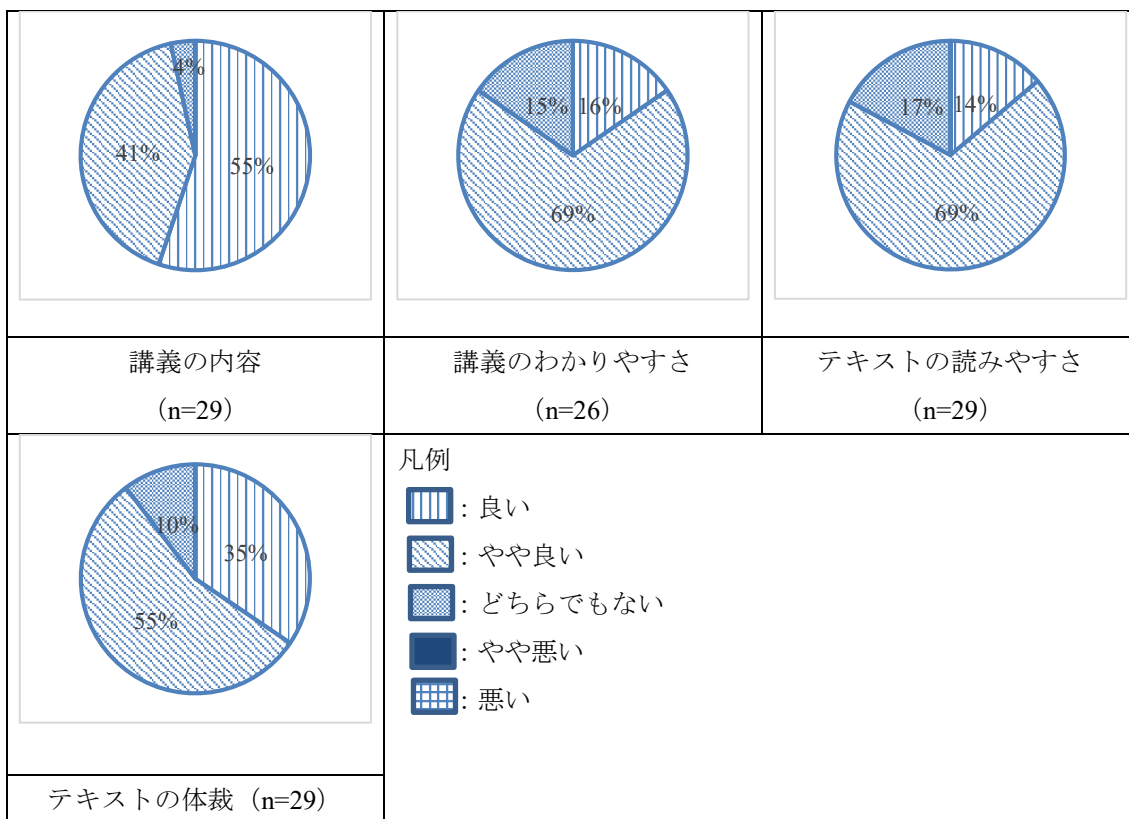 4%
41%
55%
15%
16%
69%
17%
14%
69%
講義の内容
（n=29）
講義のわかりやすさ
（n=26）
テキストの読みやすさ
（n=29）
10%
35%
55%
テキストの体裁（n=29）
凡例
：良い
：やや良い
：どちらでもない
：やや悪い
：悪い